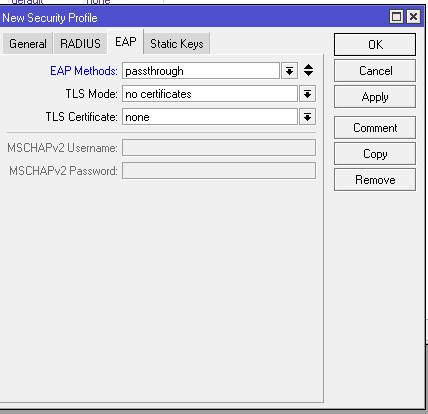 default none
New Security Profile
General RADIUS EAP Static Keys
EAP Methods: passthrough
TLS Mode: no certificates
TLS Certificate: none
MSCHAPv2 Username:
MSCHAPv2 Password:
OK
Cancel
Apply
Comment
Copy
Remove